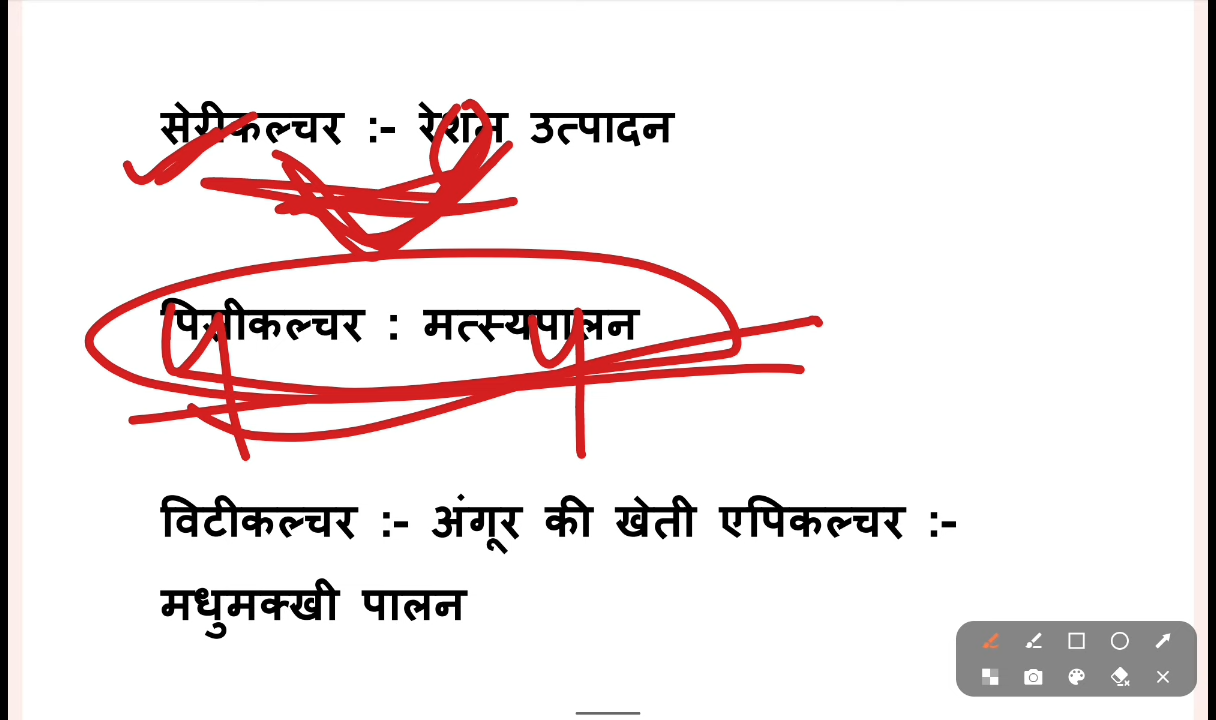 सेरीकल्चर :- रेशम उत्पादन
पिसीकल्चर : मत्स्यपालन
विटीकल्चर :- अंगूर की खेती एपिकल्चर :-
मधुमक्खी पालन